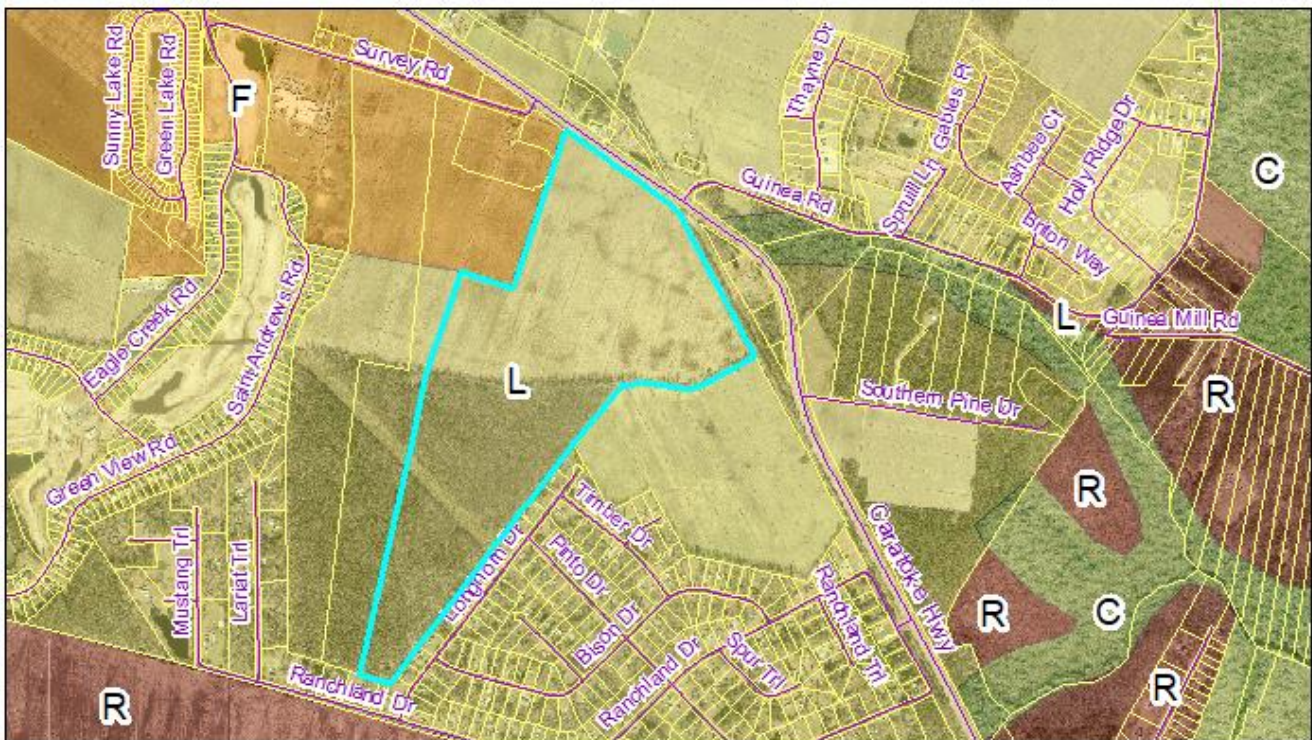 Sunny Lake Rd
Green Lake Rd
F
Survey Rd
Thayne Dr
Gables Pt
Ashbee Ct
Holly Ridge Dr
C
Guinea Rd
Spruill Ln
Briton Way
Eagle Creek Rd
Saint Andrews Rd
L
Guinea Mill Rd
L
Southern Pine Dr
R
Green View Rd
R
Mustang Trl
Lariat Trl
Longhorn Dr
Timber Dr
Pinto Dr
Bison Dr
Caratoke Hwy
Ranchland Trl
R
C
Ranchland Dr
Ranchland Dr
Spur Trl
R
R